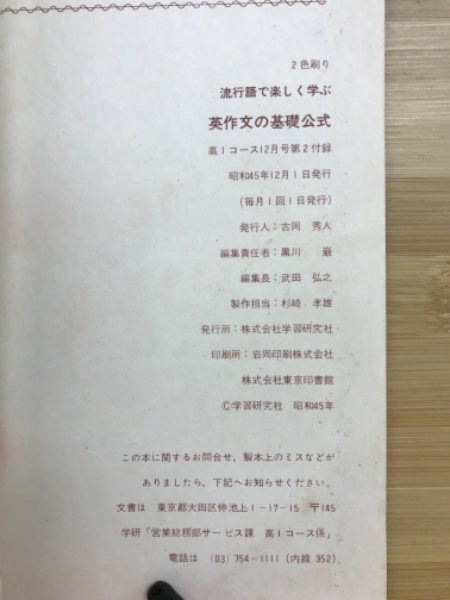 2色刷り
流行語で楽しく学ぶ
英作文の基礎公式
高1コース12月号第2付録
昭和45年12月1日発行
(毎月1回1日発行)
発行人：古岡　秀人
編集責任者：黒川　巌
編集長：武田　弘之
製作担当：杉崎　孝雄
発行所：株式会社学習研究社
印刷所：岩岡印刷株式会社
株式会社東京印書館
©学習研究社　昭和45年
この本に関するお問合せ，製本上のミスなどが
ありましたら，下記へお知らせください。
文書は　東京都大田区仲池上1-17-15　〒145
学研「営業総務部サービス課　高1コース係」
電話は　(03) 754-1111 (内線 352)